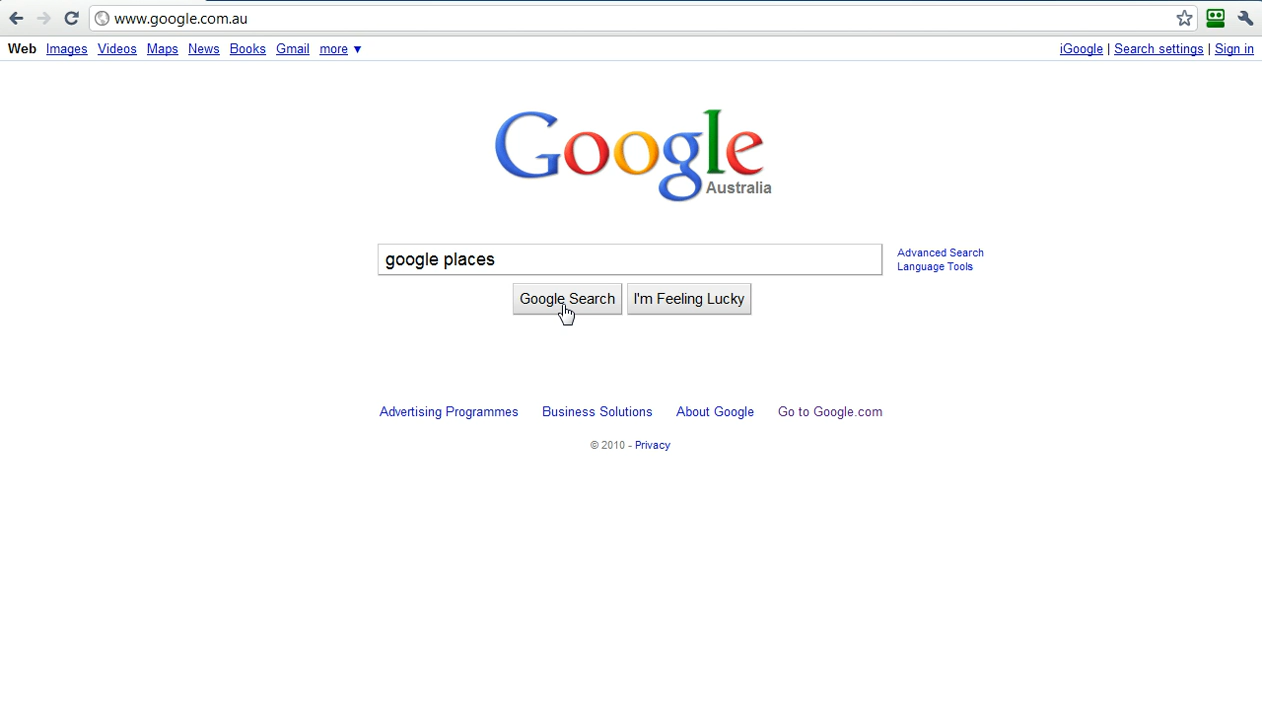 www.google.com.au
Web Images Videos Maps News Books Gmail more ▼ iGoogle | Search settings | Sign in
Google
Australia
google places
Advanced Search
Language Tools
Google Search I'm Feeling Lucky
Advertising Programmes Business Solutions About Google Go to Google.com
© 2010 - Privacy